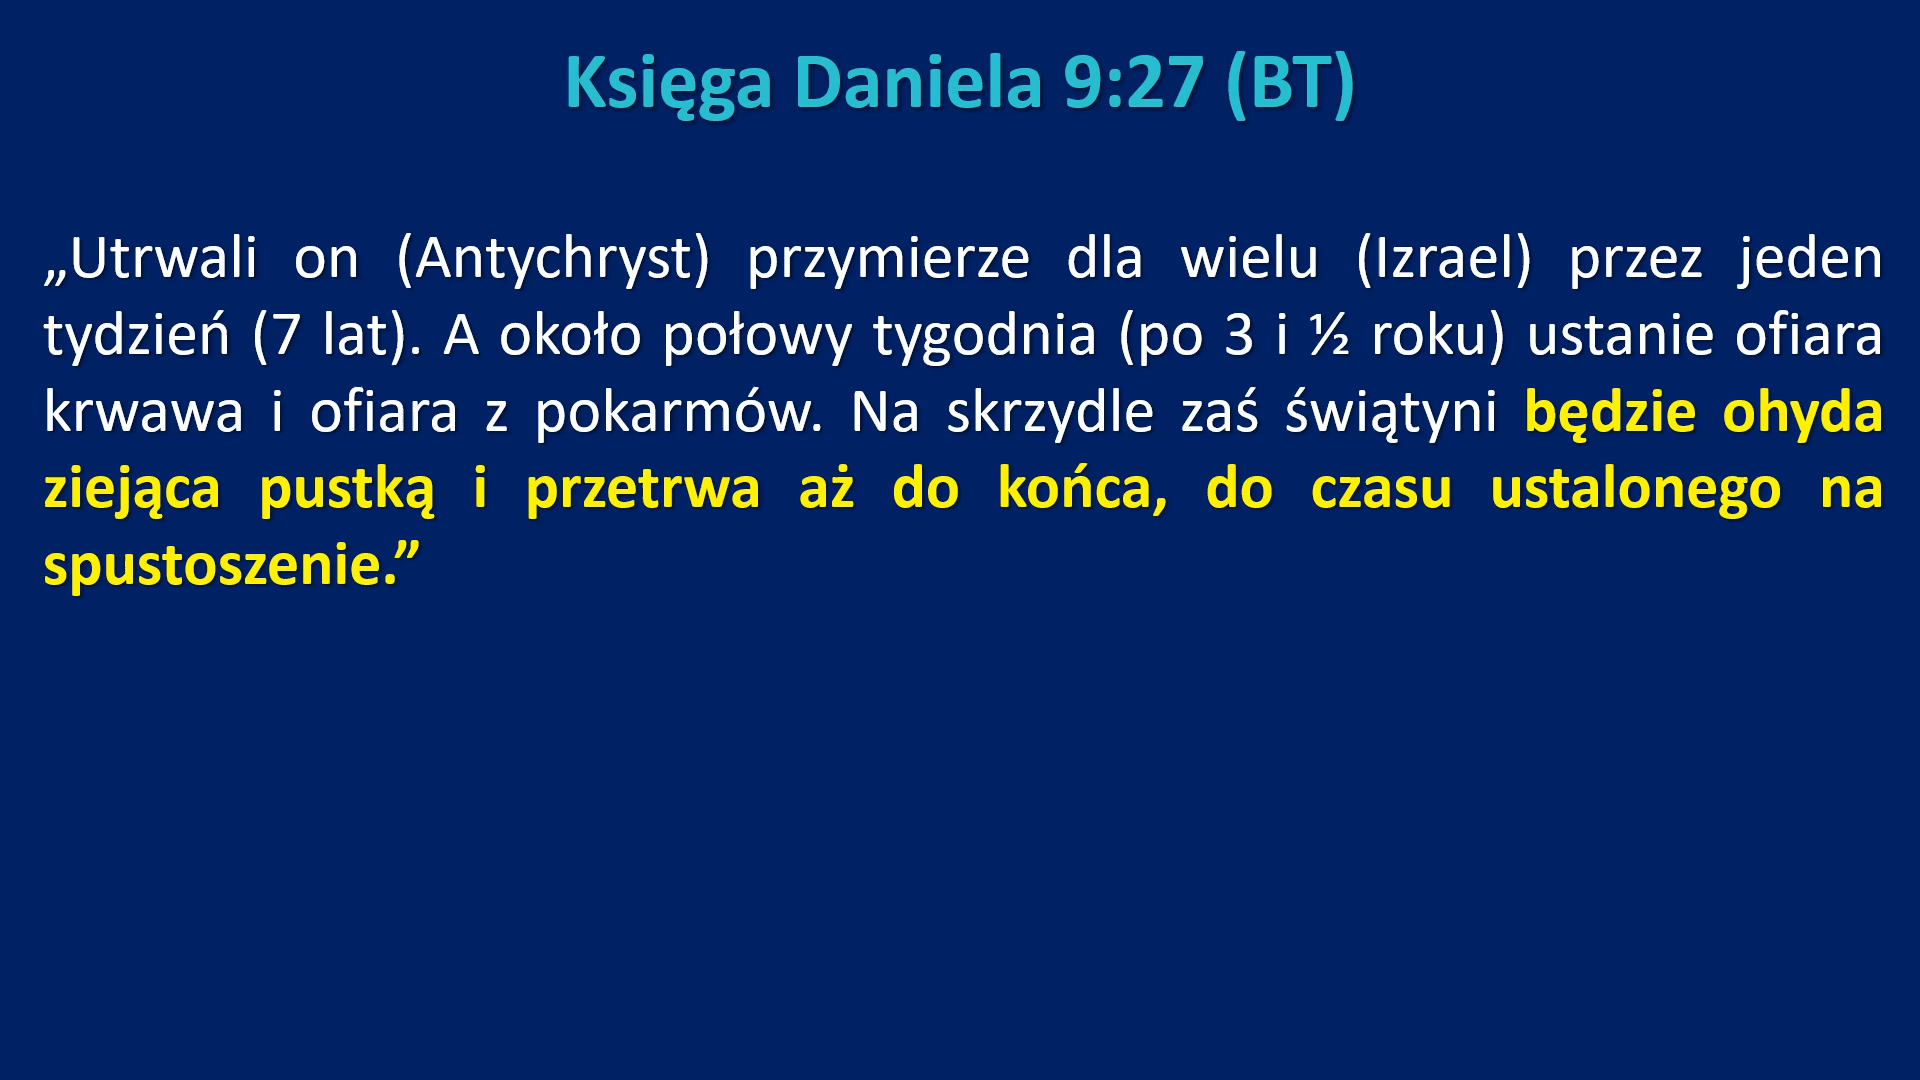 Księga Daniela 9:27 (BT)
„Utrwali on (Antychryst) przymierze dla wielu (Izrael) przez jeden
tydzień (7 lat). A około połowy tygodnia (po 3 i ½ roku) ustanie ofiara
krwawa i ofiara z pokarmów. Na skrzydle zaś świątyni będzie ohyda
ziejąca pustką i przetrwa aż do końca, do czasu ustalonego na
spustoszenie.”